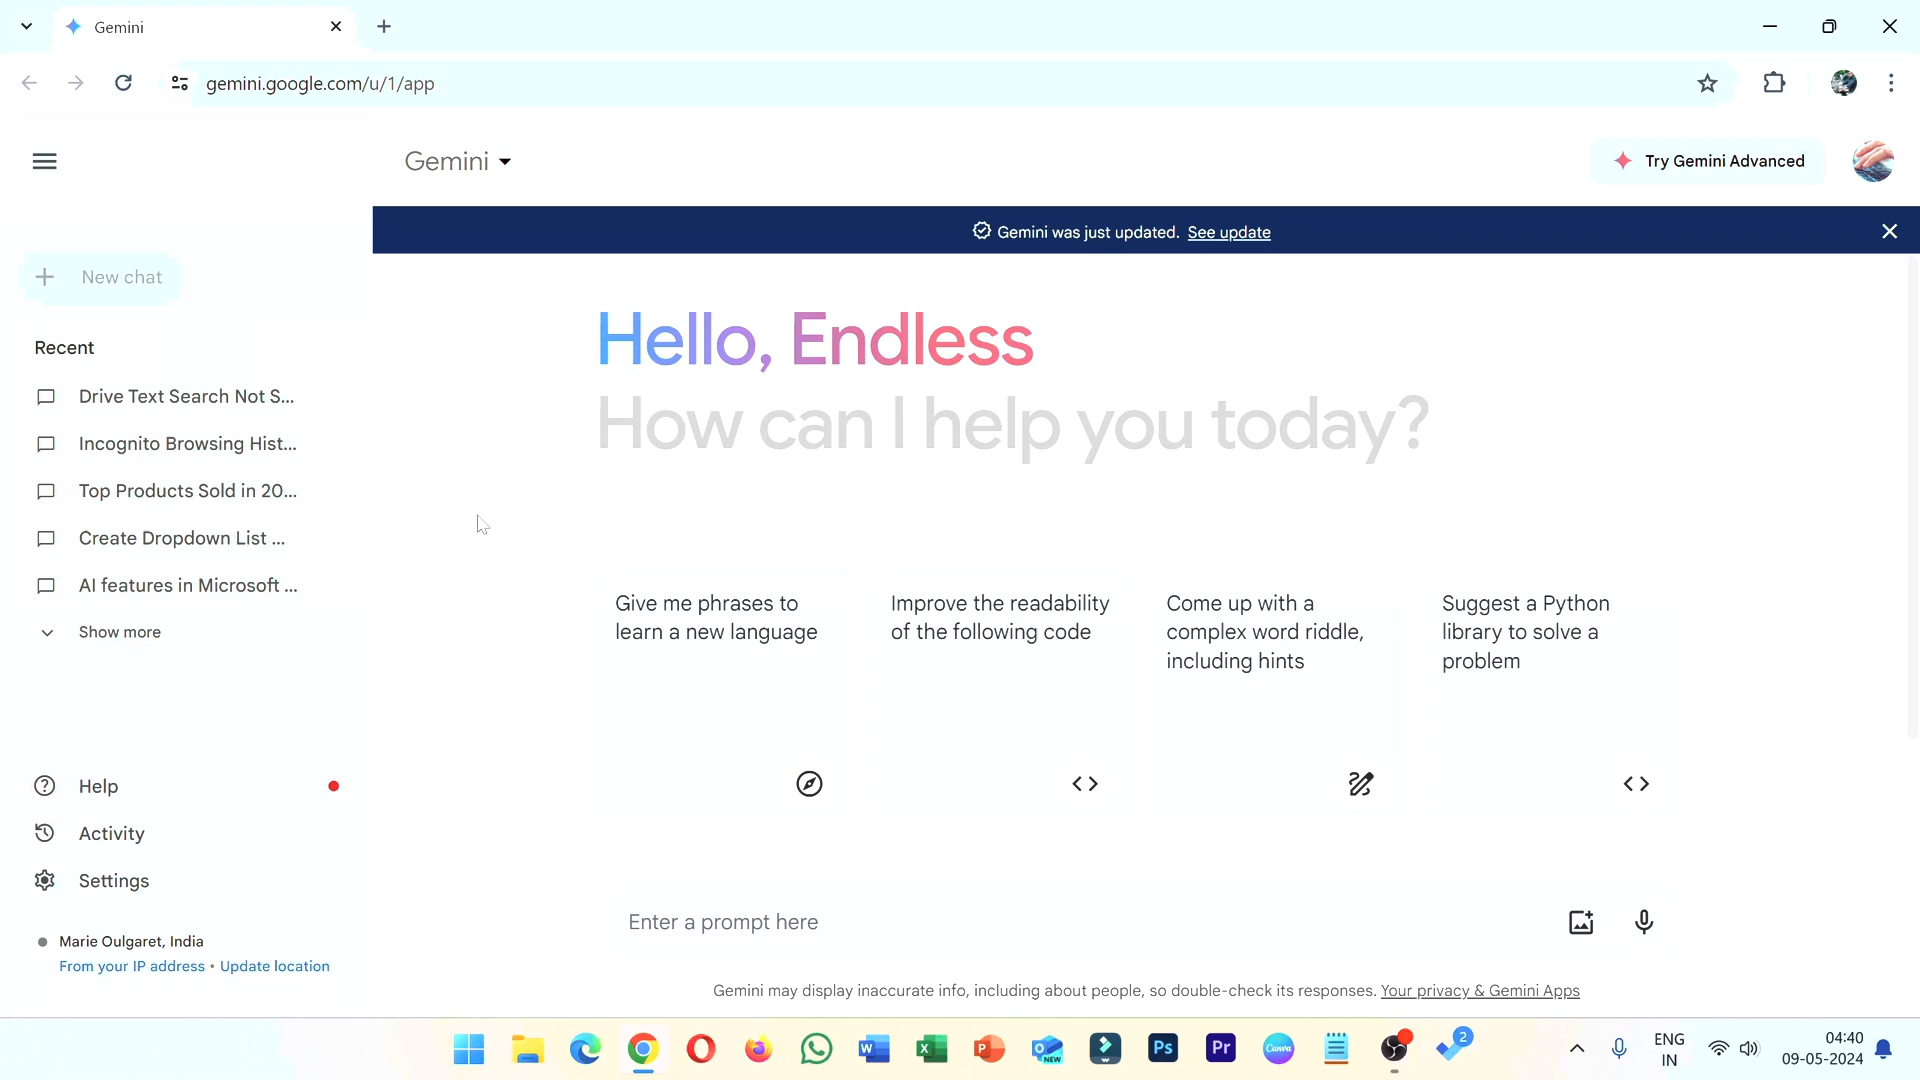 Gemini
gemini.google.com/u/1/app
Gemini
Try Gemini Advanced
Gemini was just updated. See update
New chat
Recent
Drive Text Search Not S...
Incognito Browsing Hist...
Top Products Sold in 20...
Create Dropdown List ...
AI features in Microsoft ...
Show more
Help
Activity
Settings
Marie Oulgaret, India
From your IP address • Update location
Hello, Endless
How can I help you today?
Give me phrases to
learn a new language
Improve the readability
of the following code
Come up with a
complex word riddle,
including hints
Suggest a Python
library to solve a
problem
Enter a prompt here
Gemini may display inaccurate info, including about people, so double-check its responses. Your privacy & Gemini Apps
W
X
P
O
NEW
Ps
Pr
Canva
2
ENG
IN
04:40
09-05-2024